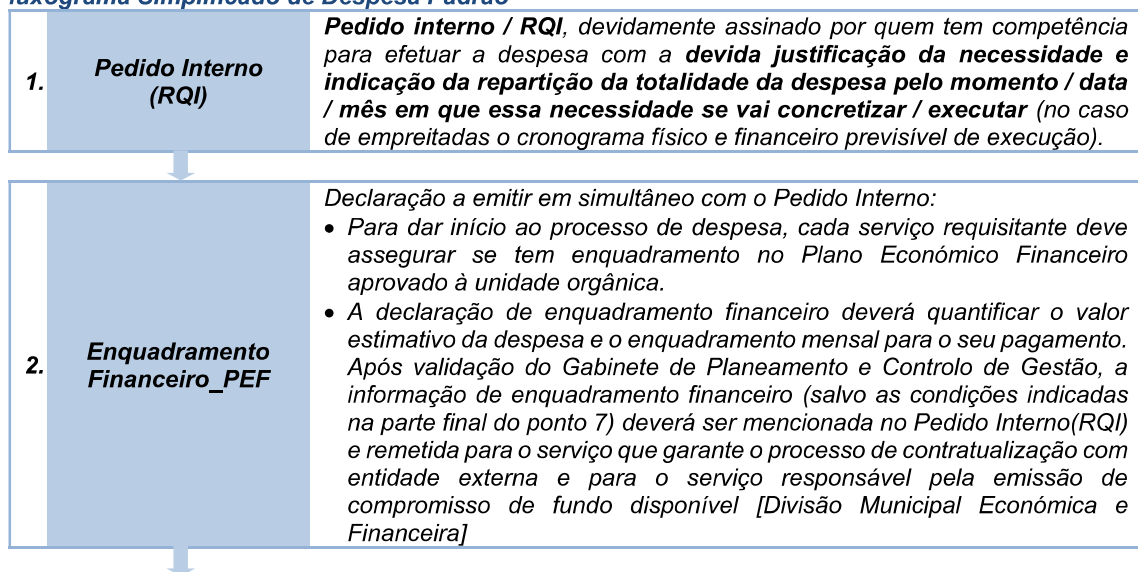 luxograma Simplificado de Despesa Padrão
1.
Pedido Interno
(RQI)
Pedido interno / RQI, devidamente assinado por quem tem competência
para efetuar a despesa com a devida justificação da necessidade e
indicação da repartição da totalidade da despesa pelo momento / data
/ mês em que essa necessidade se vai concretizar / executar (no caso
de empreitadas o cronograma físico e financeiro previsível de execução).
2.
Enquadramento
Financeiro_PEF
Declaração a emitir em simultâneo com o Pedido Interno:
• Para dar início ao processo de despesa, cada serviço requisitante deve
assegurar se tem enquadramento no Plano Económico Financeiro
aprovado à unidade orgânica.
• A declaração de enquadramento financeiro deverá quantificar o valor
estimativo da despesa e o enquadramento mensal para o seu pagamento.
Após validação do Gabinete de Planeamento e Controlo de Gestão, a
informação de enquadramento financeiro (salvo as condições indicadas
na parte final do ponto 7) deverá ser mencionada no Pedido Interno(RQI)
e remetida para o serviço que garante o processo de contratualização com
entidade externa e para o serviço responsável pela emissão de
compromisso de fundo disponível [Divisão Municipal Económica e
Financeira]